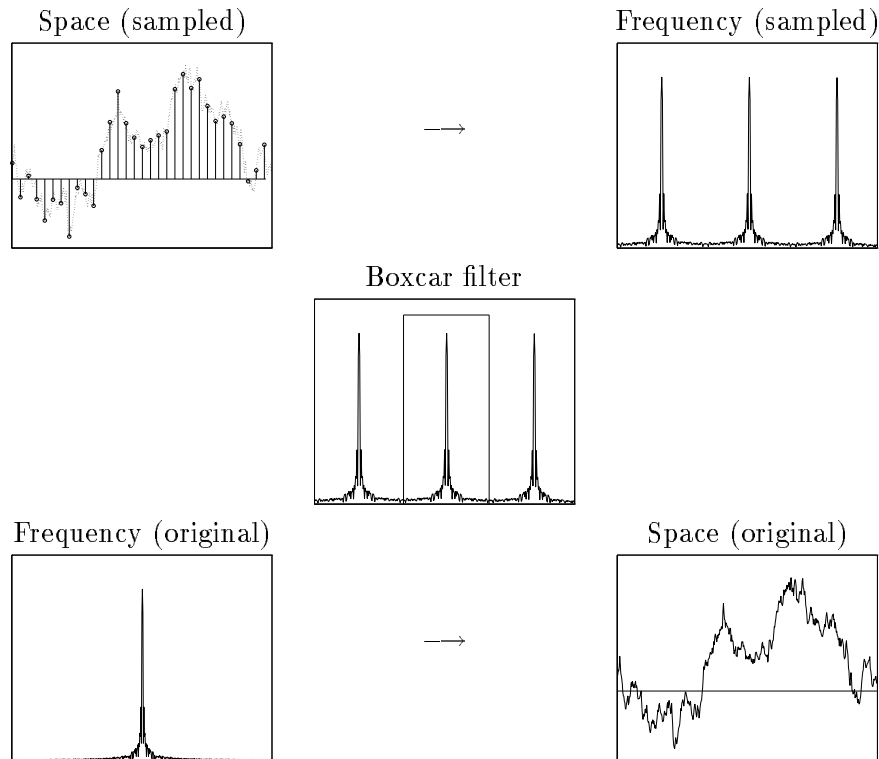 Space (sampled)
Frequency (sampled)
Boxcar filter
Frequency (original)
Space (original)